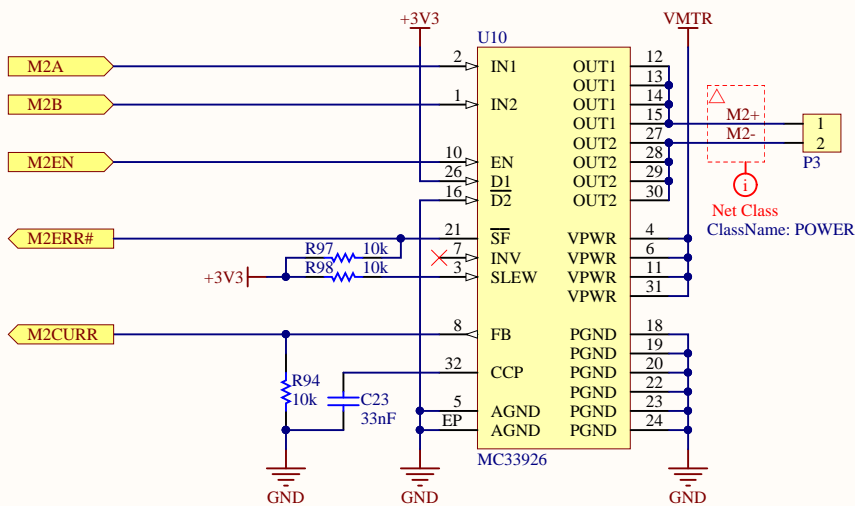 +3V3 VMTR
U10
M2A 2 IN1 OUT1 12
OUT1 13
M2B 1 IN2 OUT1 14
OUT1 15 M2+ 1
OUT2 27 M2- 2
M2EN 10 EN OUT2 28 P3
26 D1 OUT2 29
16 D2 OUT2 30
Net Class
ClassName: POWER
M2ERR# 21 SF VPWR 4
R97 10k 7 INV VPWR 6
+3V3 R98 10k 3 SLEW VPWR 11
VPWR 31
M2CURR 8 FB PGND 18
PGND 19
32 CCP PGND 20
R94 10k PGND 22
C23 33nF 5 AGND PGND 23
EP AGND PGND 24
MC33926
GND GND GND